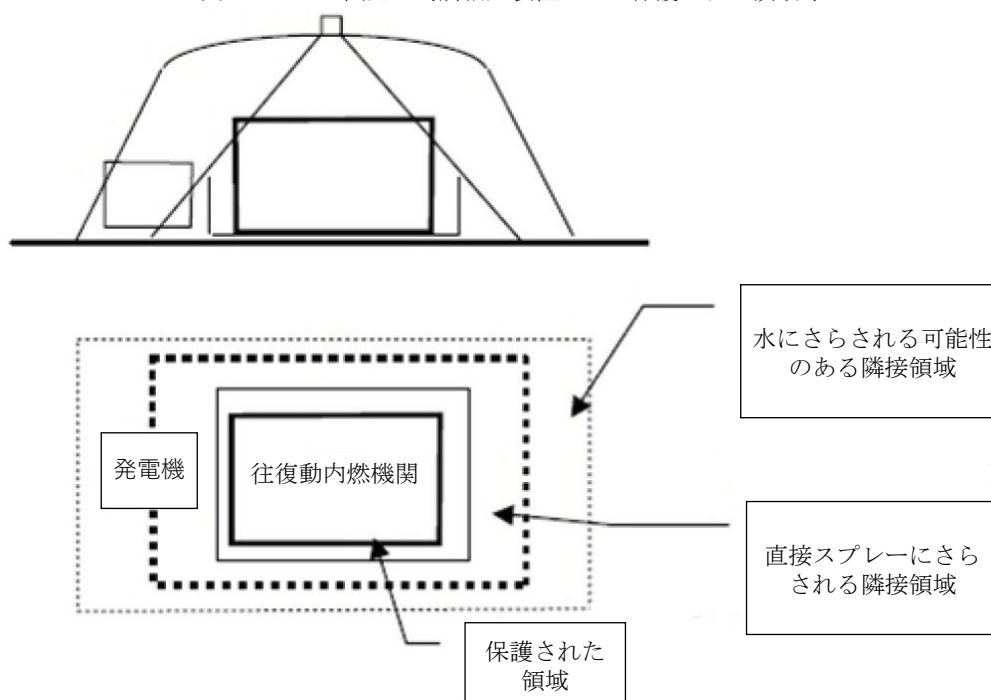 水にさらされる可能性
のある隣接領域
発電機
往復動内燃機関
直接スプレーにさら
される隣接領域
保護された
領域